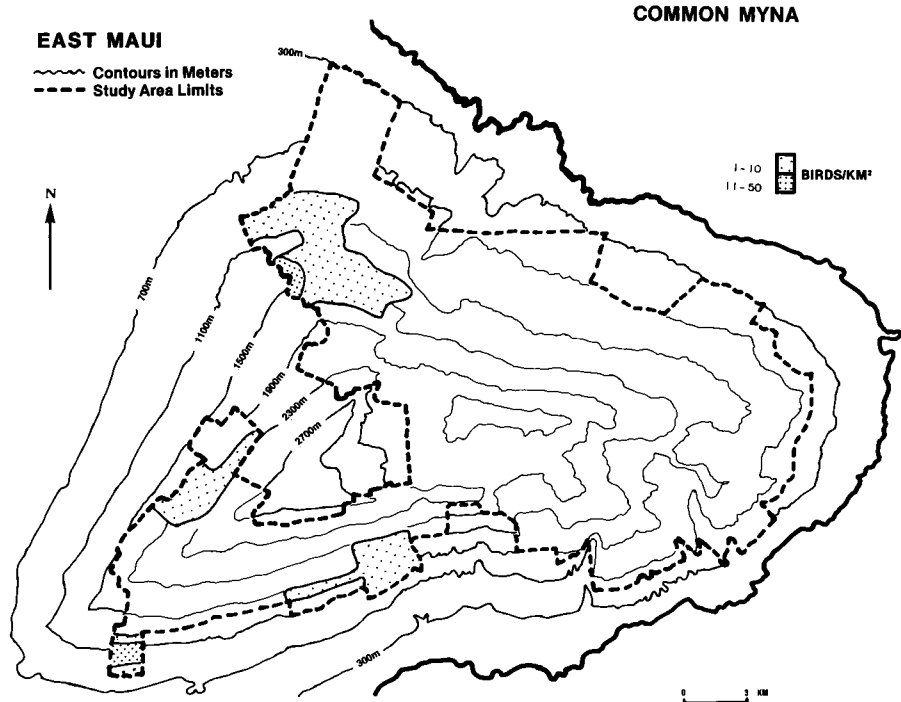 COMMON MYNA
EAST MAUI
Contours in Meters
Study Area Limits
300m
1-10
11-50
BIRDS/KM²
N
700m
1100m
1500m
1900m
2300m
2700m
300m
0 3 KM